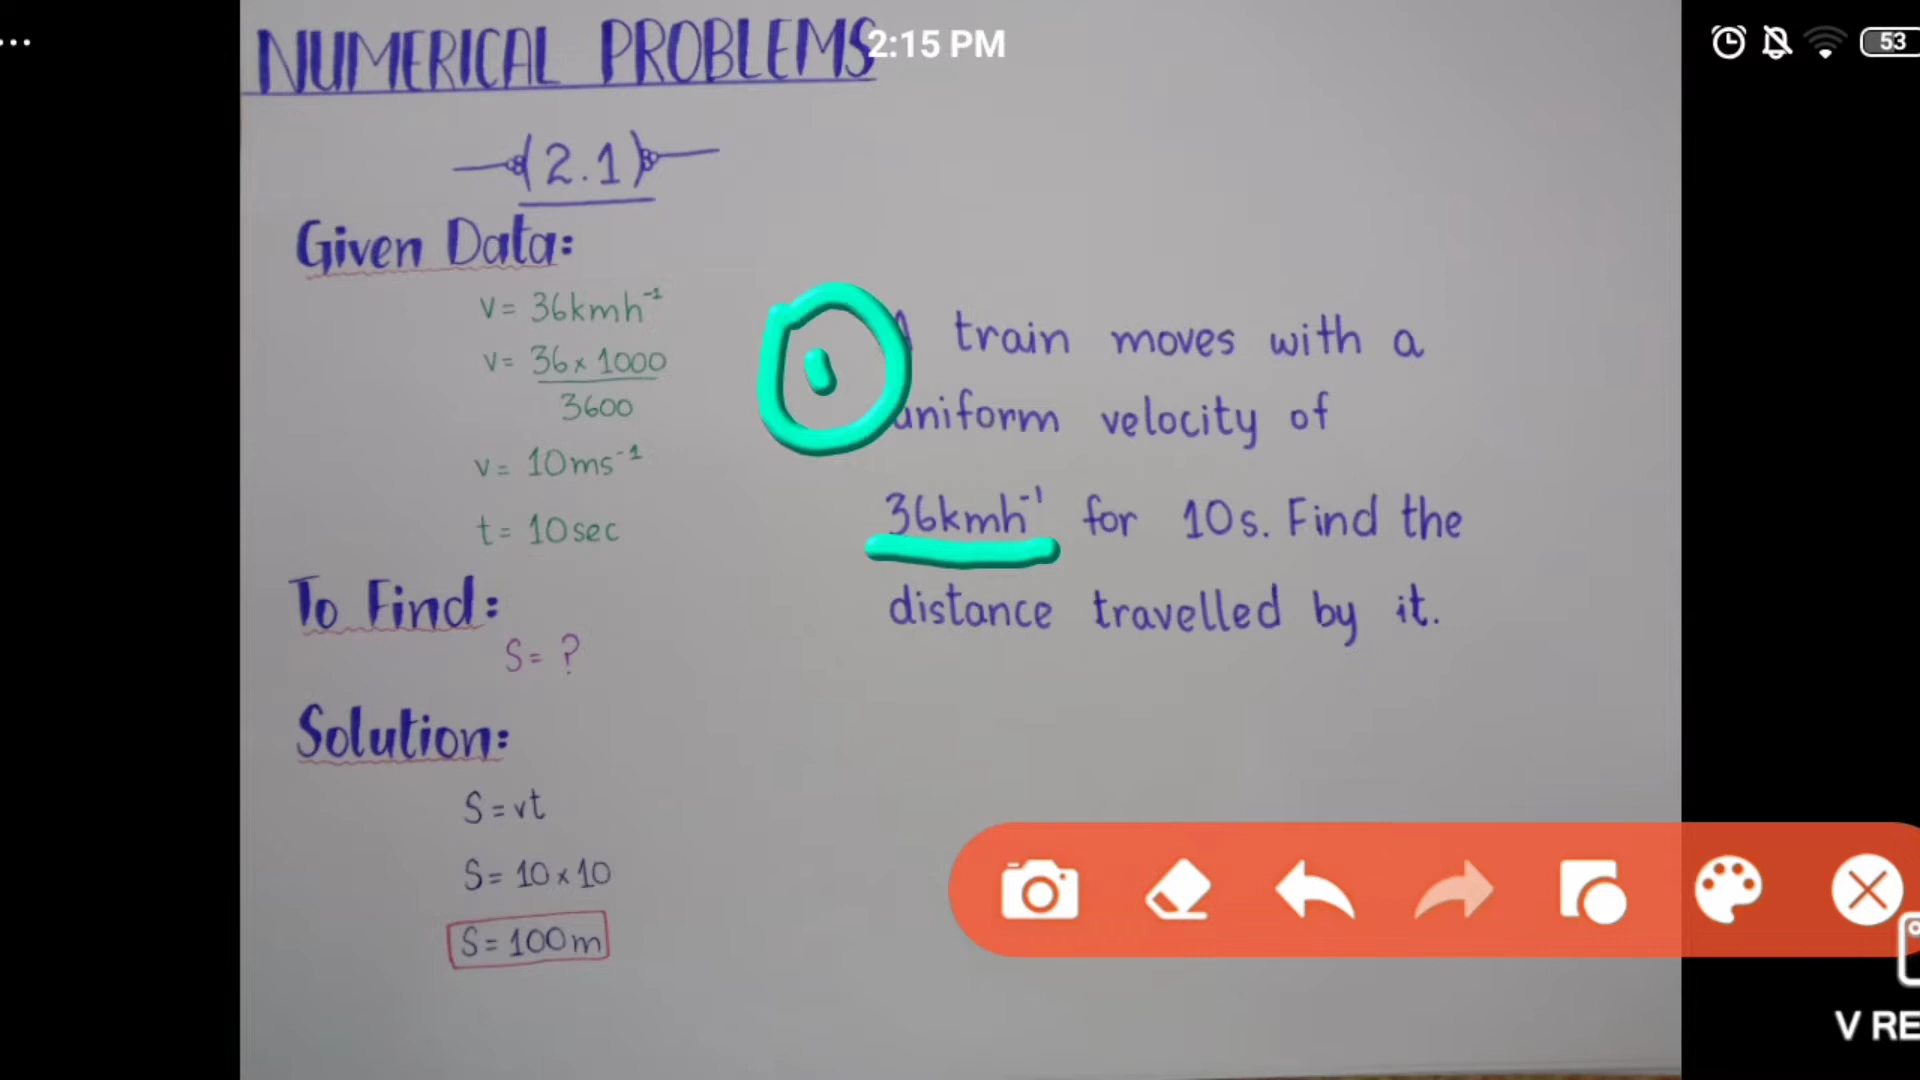 ...
2:15 PM
53
NUMERICAL PROBLEMS
(2.1)
Given Data:
v = 36kmh⁻¹
v = 36 x 1000
3600
v = 10ms⁻¹
t = 10sec
To Find:
S = ?
Solution:
S = vt
S = 10 x 10
S = 100m
A train moves with a
uniform velocity of
36kmh⁻¹ for 10s. Find the
distance travelled by it.
V RE